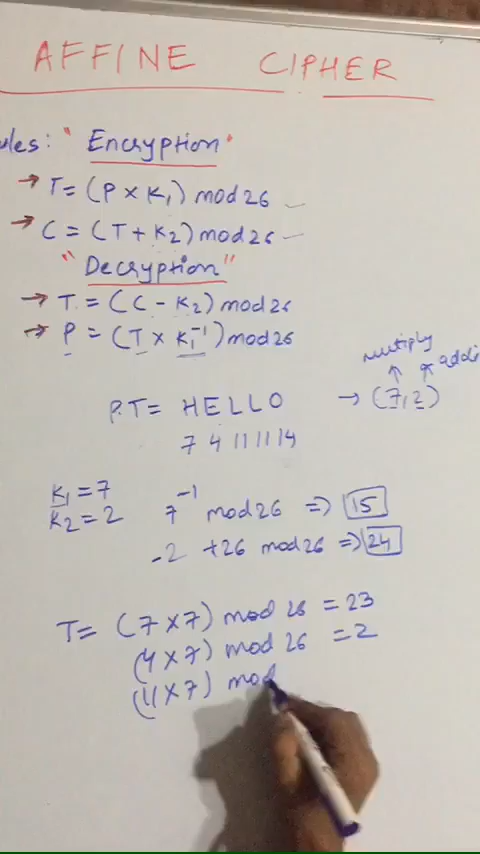 AFFINE CIPHER
ules: "Encryption"
→ T= (P × K₁) mod 26
→ C = (T + K₂) mod 26
"Decryption"
→ T = (C - K₂) mod 26
→ P = (T × K₁⁻¹) mod 26
multiply
P.T = HELLO → (7,2)
7 4 11 11 14
K₁ = 7
7⁻¹ mod 26 => 15
K₂ = 2
-2 +26 mod 26 => 24
T= (7×7) mod 26 = 23
(4×7) mod 26 = 2
(11×7) mod